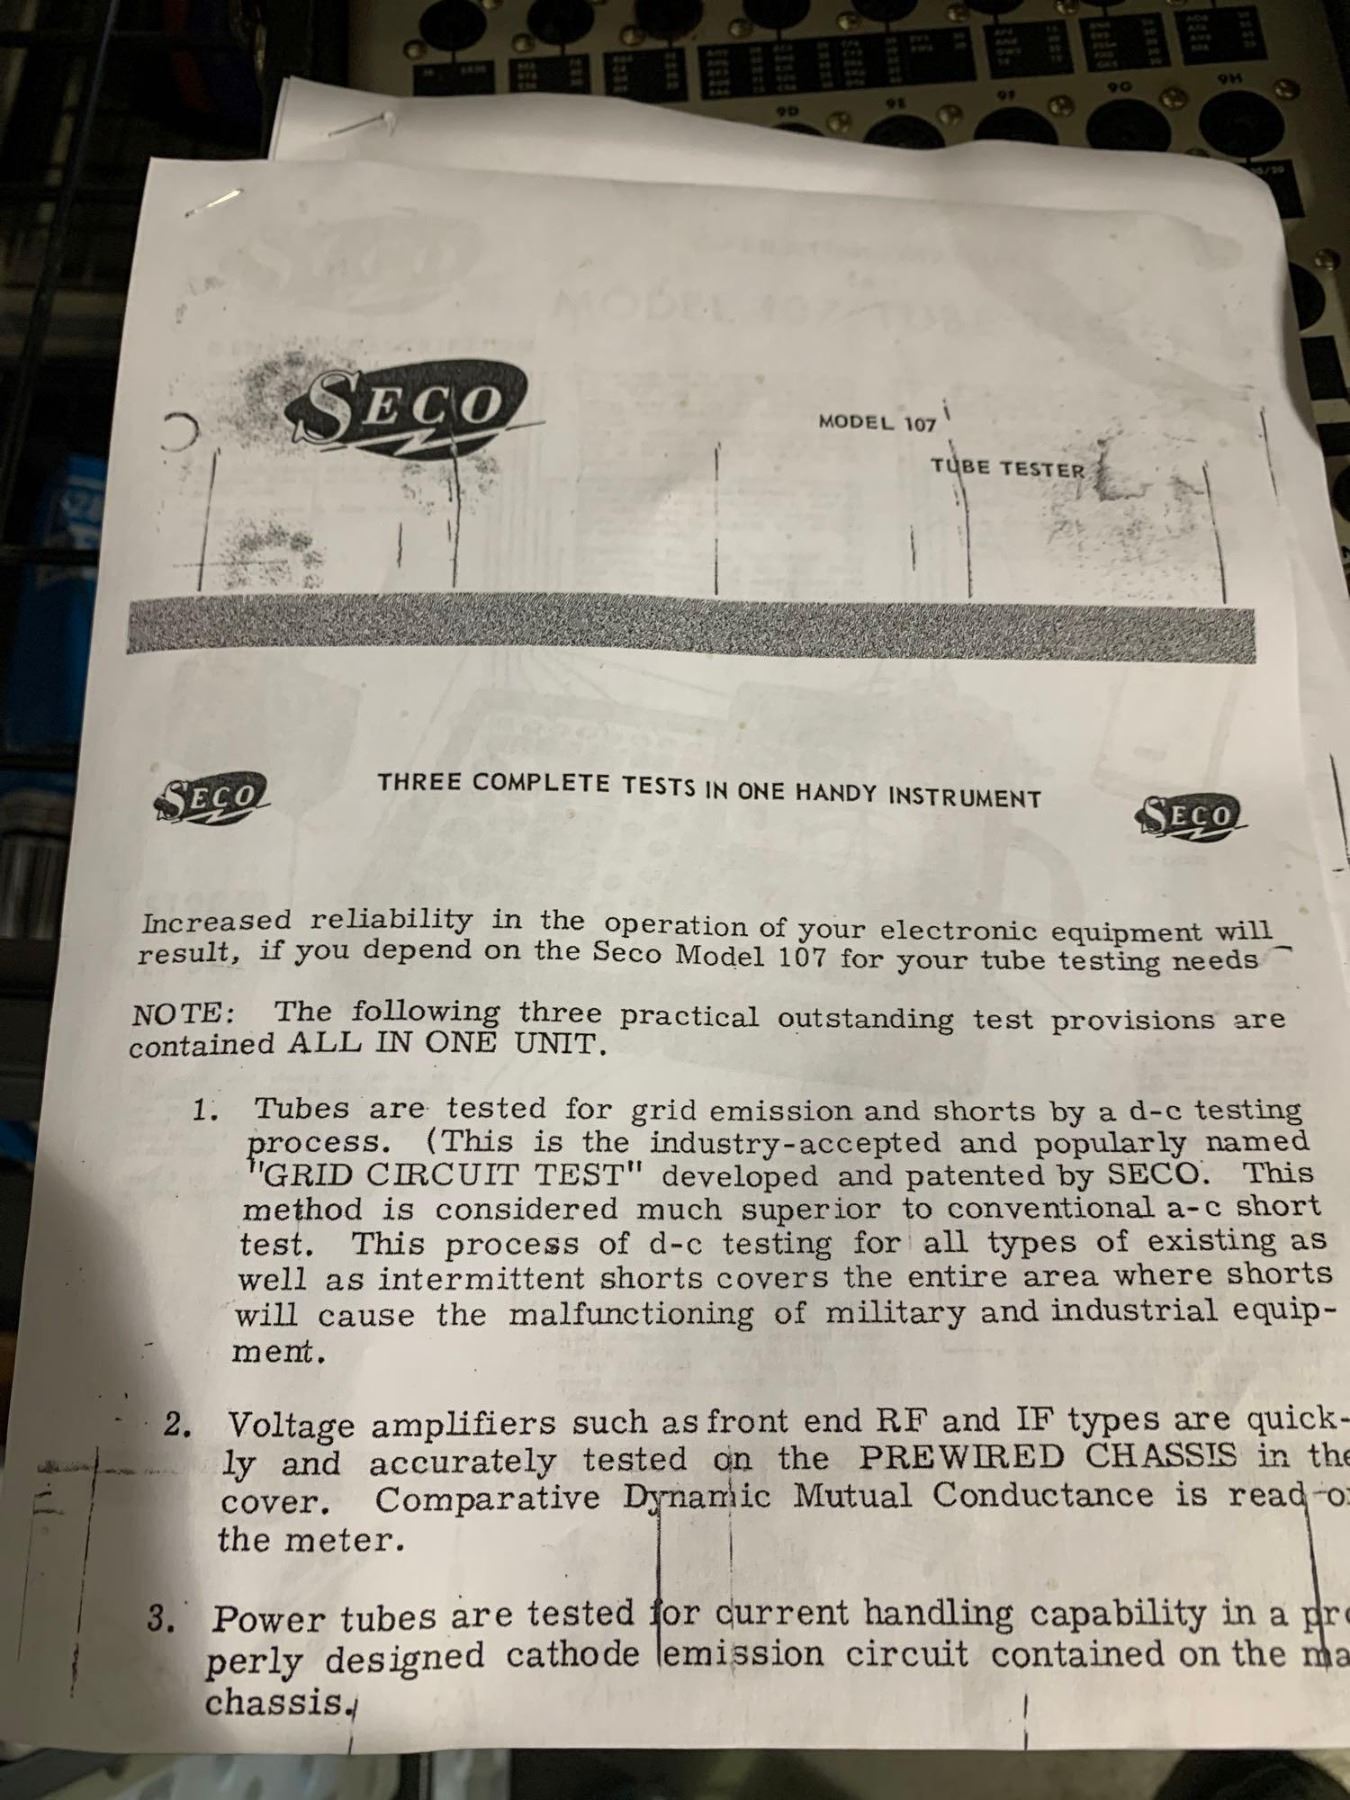 9D 9E 9F 9G 9H
SECO
MODEL 107
TUBE TESTER
SECO THREE COMPLETE TESTS IN ONE HANDY INSTRUMENT SECO
Increased reliability in the operation of your electronic equipment will
result, if you depend on the Seco Model 107 for your tube testing needs
NOTE: The following three practical outstanding test provisions are
contained ALL IN ONE UNIT.
1. Tubes are tested for grid emission and shorts by a d-c testing
process. (This is the industry-accepted and popularly named
"GRID CIRCUIT TEST" developed and patented by SECO. This
method is considered much superior to conventional a-c short
test. This process of d-c testing for all types of existing as
well as intermittent shorts covers the entire area where shorts
will cause the malfunctioning of military and industrial equip-
ment.
2. Voltage amplifiers such as front end RF and IF types are quick-
ly and accurately tested on the PREWIRED CHASSIS in the
cover. Comparative Dynamic Mutual Conductance is read
the meter.
3. Power tubes are tested for current handling capability in a
perly designed cathode emission circuit contained on the
chassis.